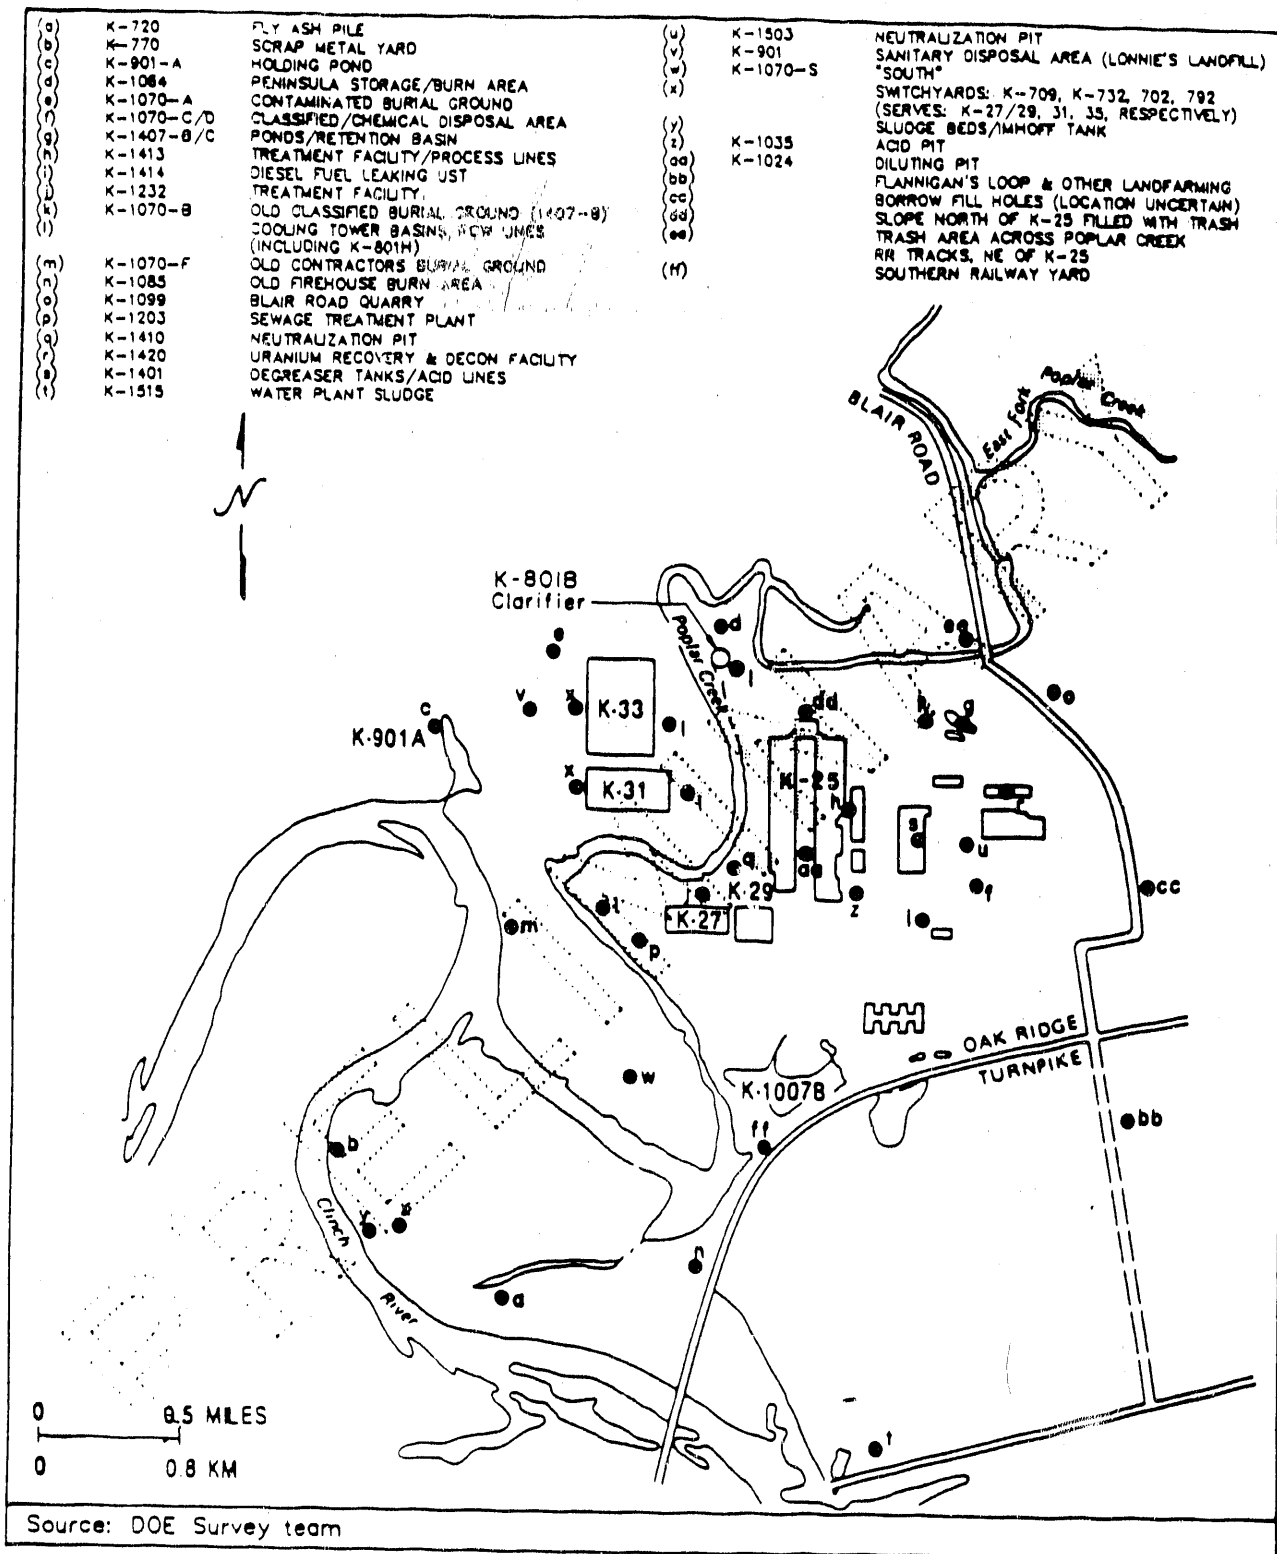 (a) K-720 FLY ASH PILE
(b) K-770 SCRAP METAL YARD
(c) K-901-A HOLDING POND
(d) K-1064 PENINSULA STORAGE/BURN AREA
(e) K-1070-A CONTAMINATED BURIAL GROUND
(f) K-1070-C/D CLASSIFIED/CHEMICAL DISPOSAL AREA
(g) K-1407-B/C PONDS/RETENTION BASIN
(h) K-1413 TREATMENT FACILITY/PROCESS LINES
(i) K-1414 DIESEL FUEL LEAKING UST
(j) K-1232 TREATMENT FACILITY
(k) K-1070-B OLD CLASSIFIED BURIAL GROUND (1407-B)
(l) COOLING TOWER BASINS, RCW LINES
(INCLUDING K-801H)
(m) K-1070-F OLD CONTRACTORS BURIAL GROUND
(n) K-1085 OLD FIREHOUSE BURN AREA
(o) K-1099 BLAIR ROAD QUARRY
(p) K-1203 SEWAGE TREATMENT PLANT
(q) K-1410 NEUTRALIZATION PIT
(r) K-1420 URANIUM RECOVERY & DECON FACILITY
(s) K-1401 DEGREASER TANKS/ACID LINES
(t) K-1515 WATER PLANT SLUDGE
(u) K-1503 NEUTRALIZATION PIT
(v) K-901 SANITARY DISPOSAL AREA (LONNIE'S LANDFILL)
(w) K-1070-S "SOUTH"
(x) SWITCHYARDS: K-709, K-732, 702, 792
(SERVES: K-27/29, 31, 35, RESPECTIVELY)
(y) SLUDGE BEDS/IMHOFF TANK
(z) K-1035 ACID PIT
(aa) K-1024 DILUTING PIT
(bb) FLANNIGAN'S LOOP & OTHER LANDFARMING
(cc) BORROW FILL HOLES (LOCATION UNCERTAIN)
(dd) SLOPE NORTH OF K-25 FILLED WITH TRASH
(ee) TRASH AREA ACROSS POPLAR CREEK
RR TRACKS, NE OF K-25
(ff) SOUTHERN RAILWAY YARD
N
BLAIR ROAD
East Fork Poplar Creek
K-801B
Clarifier
Poplar Creek
d
l
e
v
x
K-33
l
c
K-901A
x
K-31
dd
K-25
h
g
o
s
u
q
aa
K-29
z
f
cc
K-27
m
p
w
OAK RIDGE
TURNPIKE
K-1007B
ff
bb
b
Clinch
River
n
a
t
0 0.5 MILES
0 0.8 KM
Source: DOE Survey team